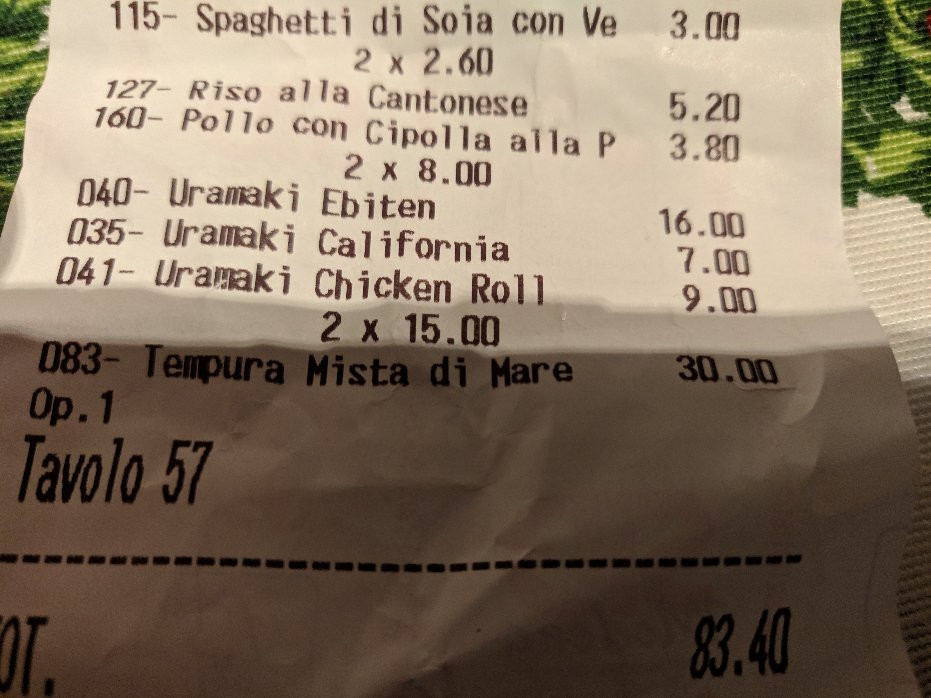 115- Spaghetti di Soia con Ve 3.00
2 x 2.60
127- Riso alla Cantonese 5.20
160- Pollo con Cipolla alla P 3.80
2 x 8.00
040- Uramaki Ebiten 16.00
035- Uramaki California 7.00
041- Uramaki Chicken Roll 9.00
2 x 15.00
083- Tempura Mista di Mare 30.00
Op.1
Tavolo 57
OT. 83.40